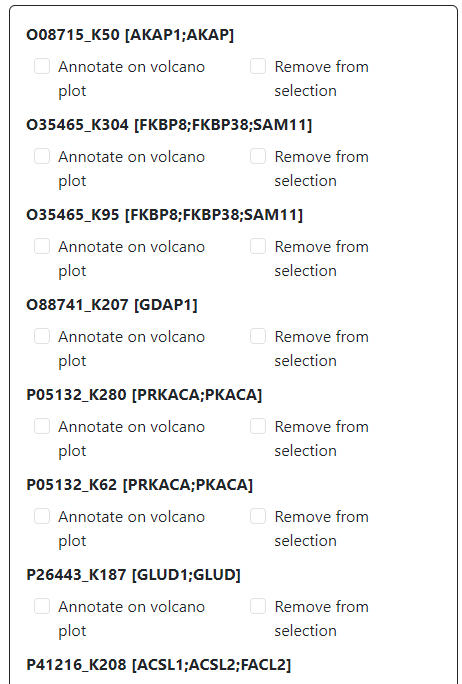 O08715_K50 [AKAP1;AKAP]
Annotate on volcano plot
Remove from selection
O35465_K304 [FKBP8;FKBP38;SAM11]
Annotate on volcano plot
Remove from selection
O35465_K95 [FKBP8;FKBP38;SAM11]
Annotate on volcano plot
Remove from selection
O88741_K207 [GDAP1]
Annotate on volcano plot
Remove from selection
P05132_K280 [PRKACA;PKACA]
Annotate on volcano plot
Remove from selection
P05132_K62 [PRKACA;PKACA]
Annotate on volcano plot
Remove from selection
P26443_K187 [GLUD1;GLUD]
Annotate on volcano plot
Remove from selection
P41216_K208 [ACSL1;ACSL2;FACL2]